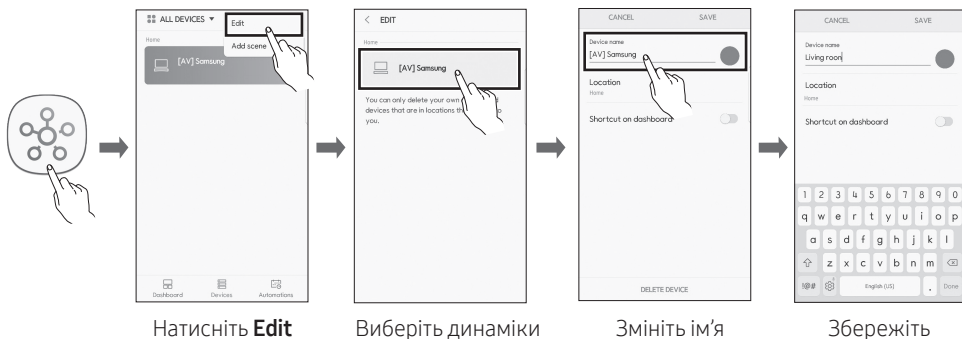 ALL DEVICES ▼
Edit
Add scene
Home
[AV] Samsung
Dashboard
Devices
Automations
Натисніть Edit
< EDIT
Home
[AV] Samsung
You can only delete your own
devices that are in locations th
you.
Виберіть динаміки
CANCEL SAVE
Device name
[AV] Samsung
Location
Home
Shortcut on dashboard
DELETE DEVICE
Змініть ім'я
CANCEL SAVE
Device name
Living roon
Location
Home
Shortcut on dashboard
1 2 3 4 5 6 7 8 9 0
q w e r t y u i o p
a s d f g h j k l
z x c v b n m
!@# English (US) . Done
Збережіть